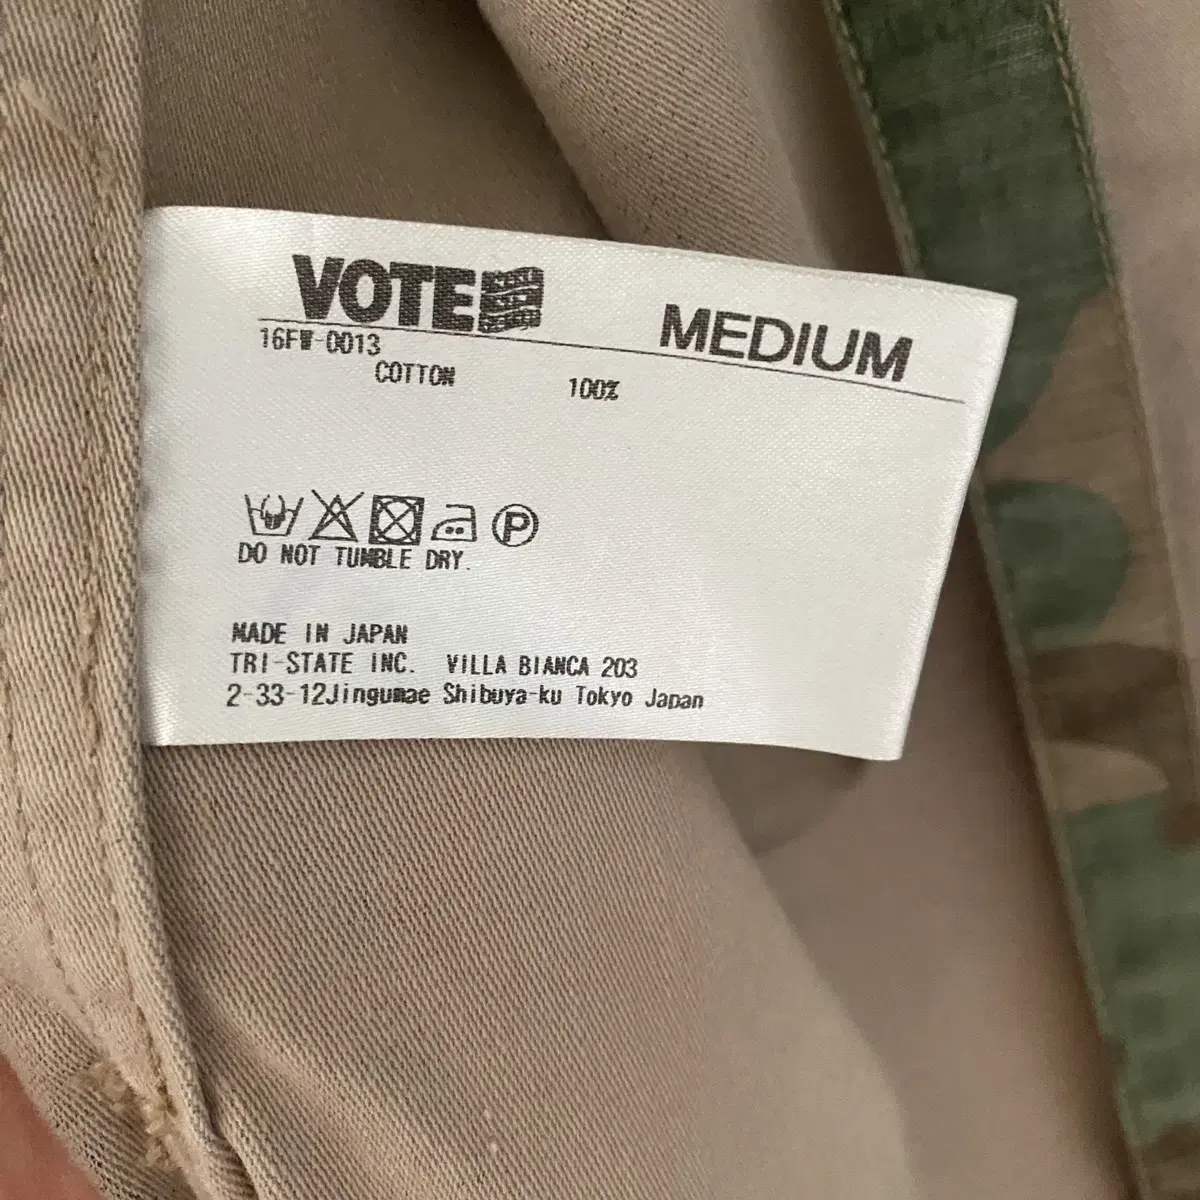 VOTE MEDIUM
16FW-0013
COTTON 100%
P
DO NOT TUMBLE DRY.
MADE IN JAPAN
TRI-STATE INC. VILLA BIANCA 203
2-33-12Jingumae Shibuya-ku Tokyo Japan